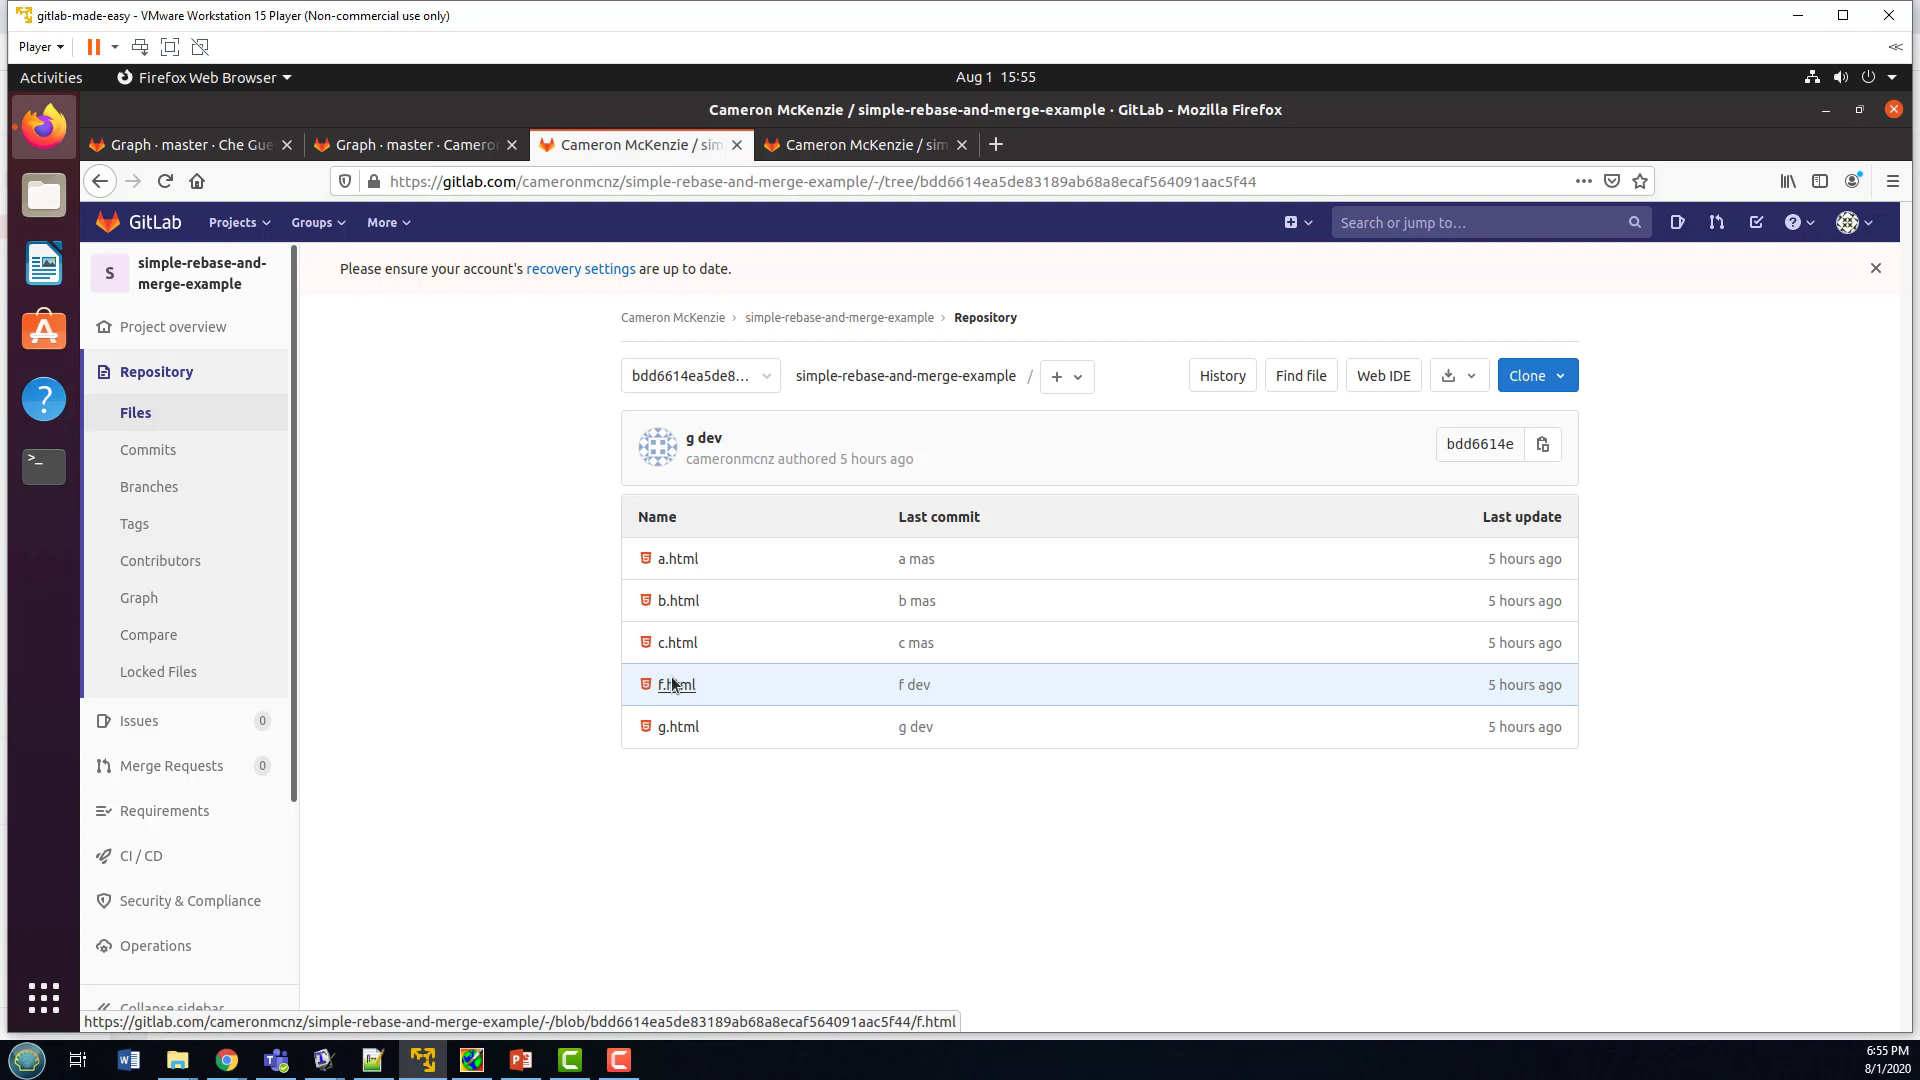 gitlab-made-easy - VMware Workstation 15 Player (Non-commercial use only)
Player
Activities
Firefox Web Browser
Aug 1 15:55
Cameron McKenzie / simple-rebase-and-merge-example · GitLab - Mozilla Firefox
Graph · master · Che Gue
Graph · master · Camero
Cameron McKenzie / sim
Cameron McKenzie / sim
https://gitlab.com/cameronmcnz/simple-rebase-and-merge-example/-/tree/bdd6614ea5de83189ab68a8ecaf564091aac5f44
GitLab
Projects
Groups
More
Search or jump to…
S
simple-rebase-and-
merge-example
Project overview
Repository
Files
Commits
Branches
Tags
Contributors
Graph
Compare
Locked Files
Issues
0
Merge Requests
0
Requirements
CI / CD
Security & Compliance
Operations
Collapse sidebar
Please ensure your account's recovery settings are up to date.
Cameron McKenzie › simple-rebase-and-merge-example › Repository
bdd6614ea5de8...
simple-rebase-and-merge-example /
History
Find file
Web IDE
Clone
g dev
cameronmcnz authored 5 hours ago
bdd6614e
Name Last commit Last update
a.html a mas 5 hours ago
b.html b mas 5 hours ago
c.html c mas 5 hours ago
f.html f dev 5 hours ago
g.html g dev 5 hours ago
https://gitlab.com/cameronmcnz/simple-rebase-and-merge-example/-/blob/bdd6614ea5de83189ab68a8ecaf564091aac5f44/f.html
6:55 PM
8/1/2020